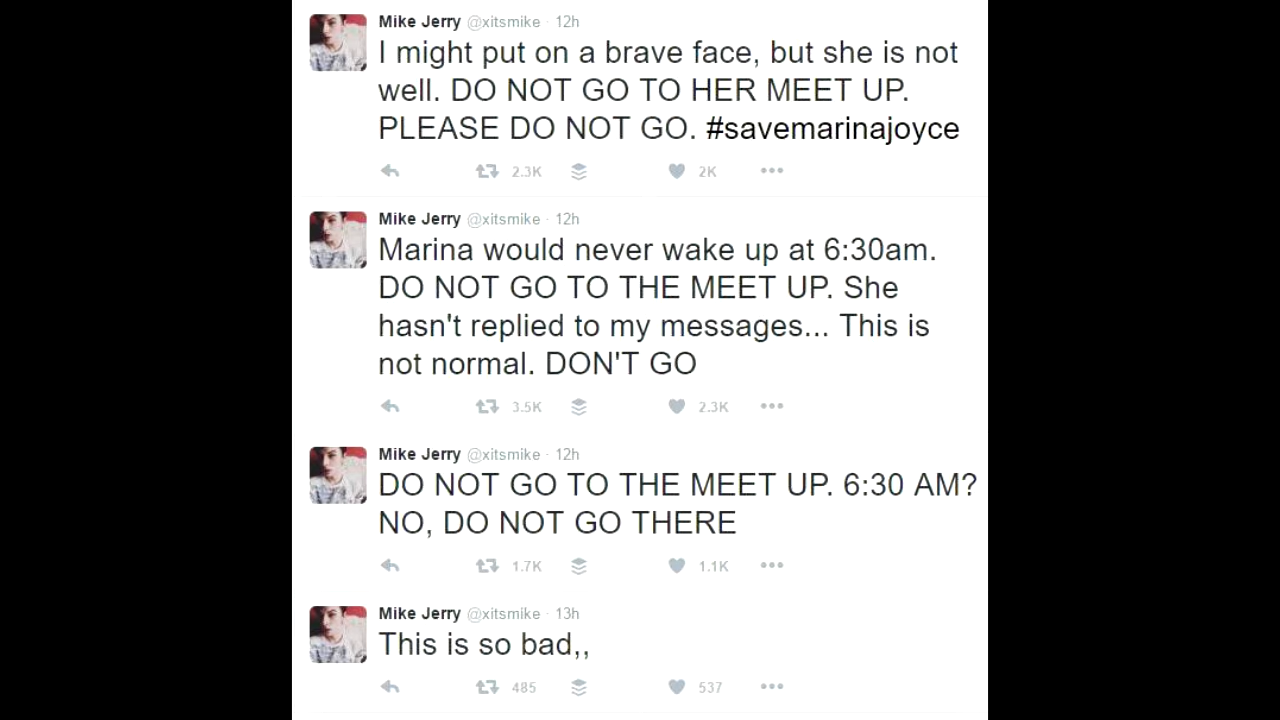 Mike Jerry @xitsmike · 12h
I might put on a brave face, but she is not
well. DO NOT GO TO HER MEET UP.
PLEASE DO NOT GO. #savemarinajoyce
2.3K 2K
Mike Jerry @xitsmike · 12h
Marina would never wake up at 6:30am.
DO NOT GO TO THE MEET UP. She
hasn't replied to my messages... This is
not normal. DON'T GO
3.5K 2.3K
Mike Jerry @xitsmike · 12h
DO NOT GO TO THE MEET UP. 6:30 AM?
NO, DO NOT GO THERE
1.7K 1.1K
Mike Jerry @xitsmike · 13h
This is so bad,,
485 537